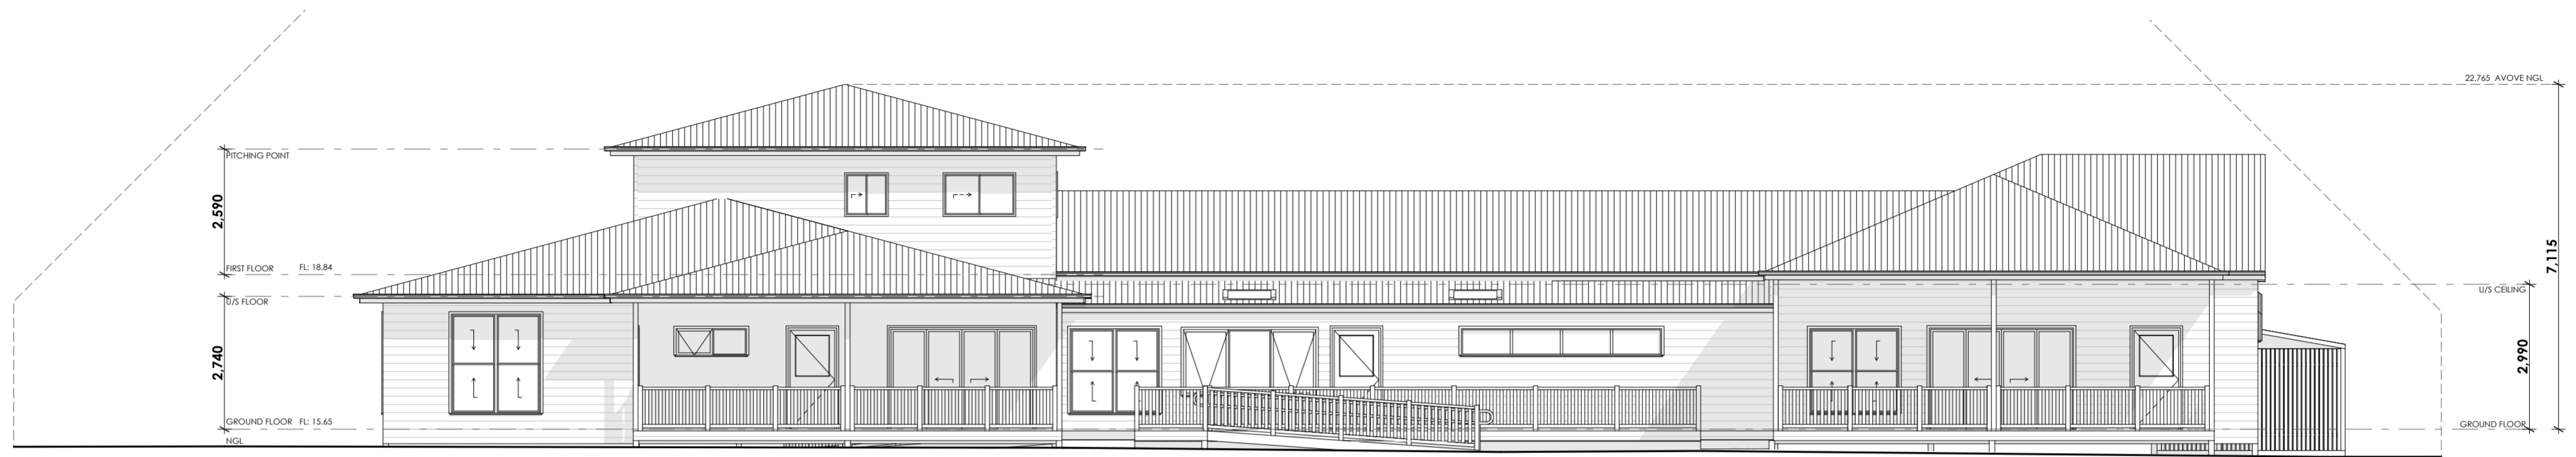 22.765 AVOVE NGL
PITCHING POINT
2,590
FIRST FLOOR FL: 18.84
U/S FLOOR
2,740
GROUND FLOOR FL: 15.65
NGL
7,115
U/S CEILING
2,990
GROUND FLOOR